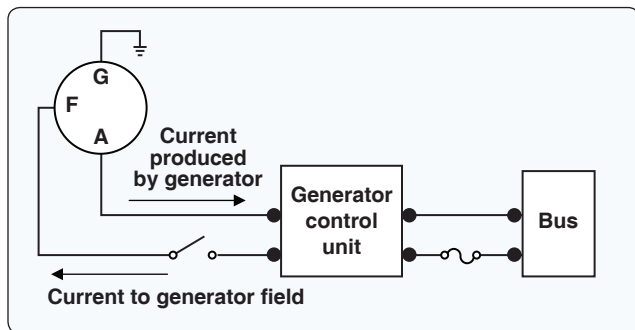 G
F
A
Current
produced
by generator
Generator
control
unit
Bus
Current to generator field